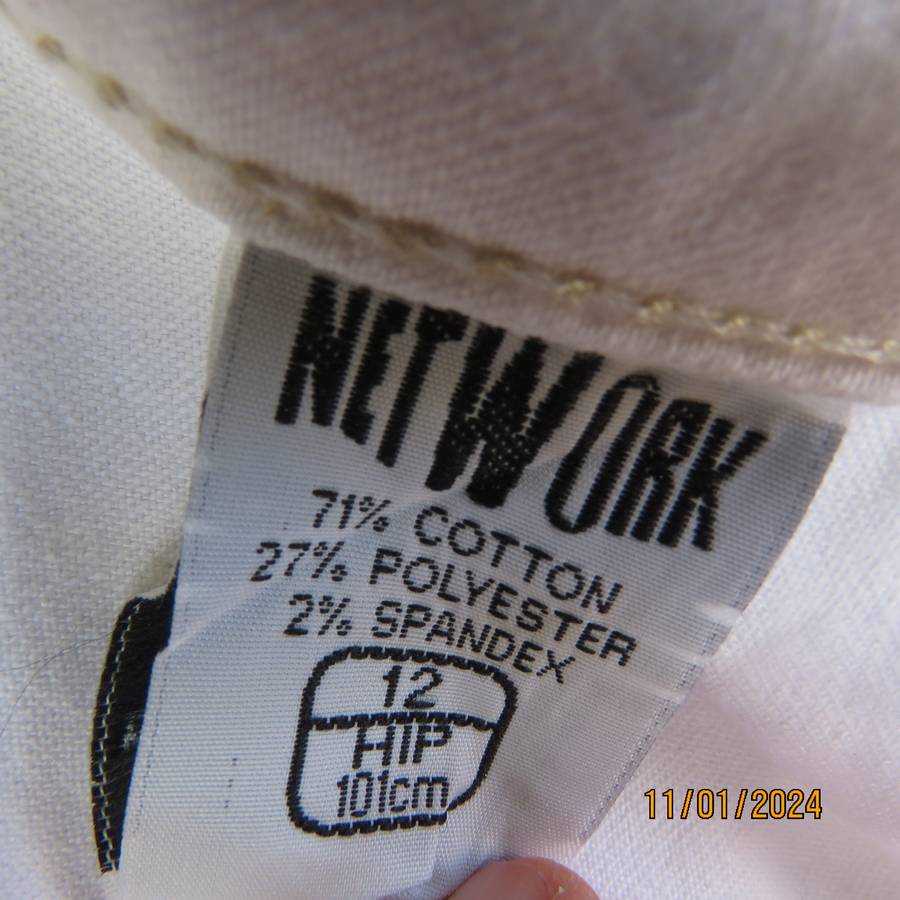 NETWORK
71% COTTON
27% POLYESTER
2% SPANDEX
12
HIP
101cm
11/01/2024